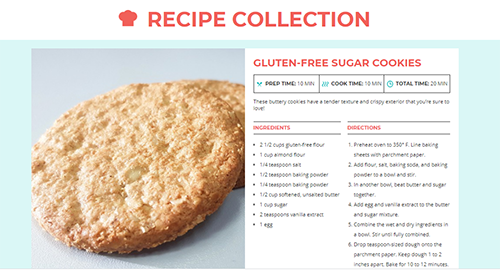 RECIPE COLLECTION
GLUTEN-FREE SUGAR COOKIES
PREP TIME: 10 MIN COOK TIME: 10 MIN TOTAL TIME: 20 MIN
These buttery cookies have a tender texture and crispy exterior that you're sure to
love!
INGREDIENTS
2 1/2 cups gluten-free flour
1 cup almond flour
1/4 teaspoon salt
1/2 teaspoon baking powder
1/4 teaspoon baking powder
1/2 cup softened, unsalted butter
1 cup sugar
2 teaspoons vanilla extract
1 egg
DIRECTIONS
1. Preheat oven to 350° F. Line baking
sheets with parchment paper.
2. Add flour, salt, baking soda, and baking
powder to a bowl and stir.
3. In another bowl, beat butter and sugar
together.
4. Add egg and vanilla extract to the butter
and sugar mixture.
5. Combine the wet and dry ingredients in
a bowl. Stir until fully combined.
6. Drop teaspoon-sized dough onto the
parchment paper. Keep dough 1 to 2
inches apart. Bake for 10 to 12 minutes.